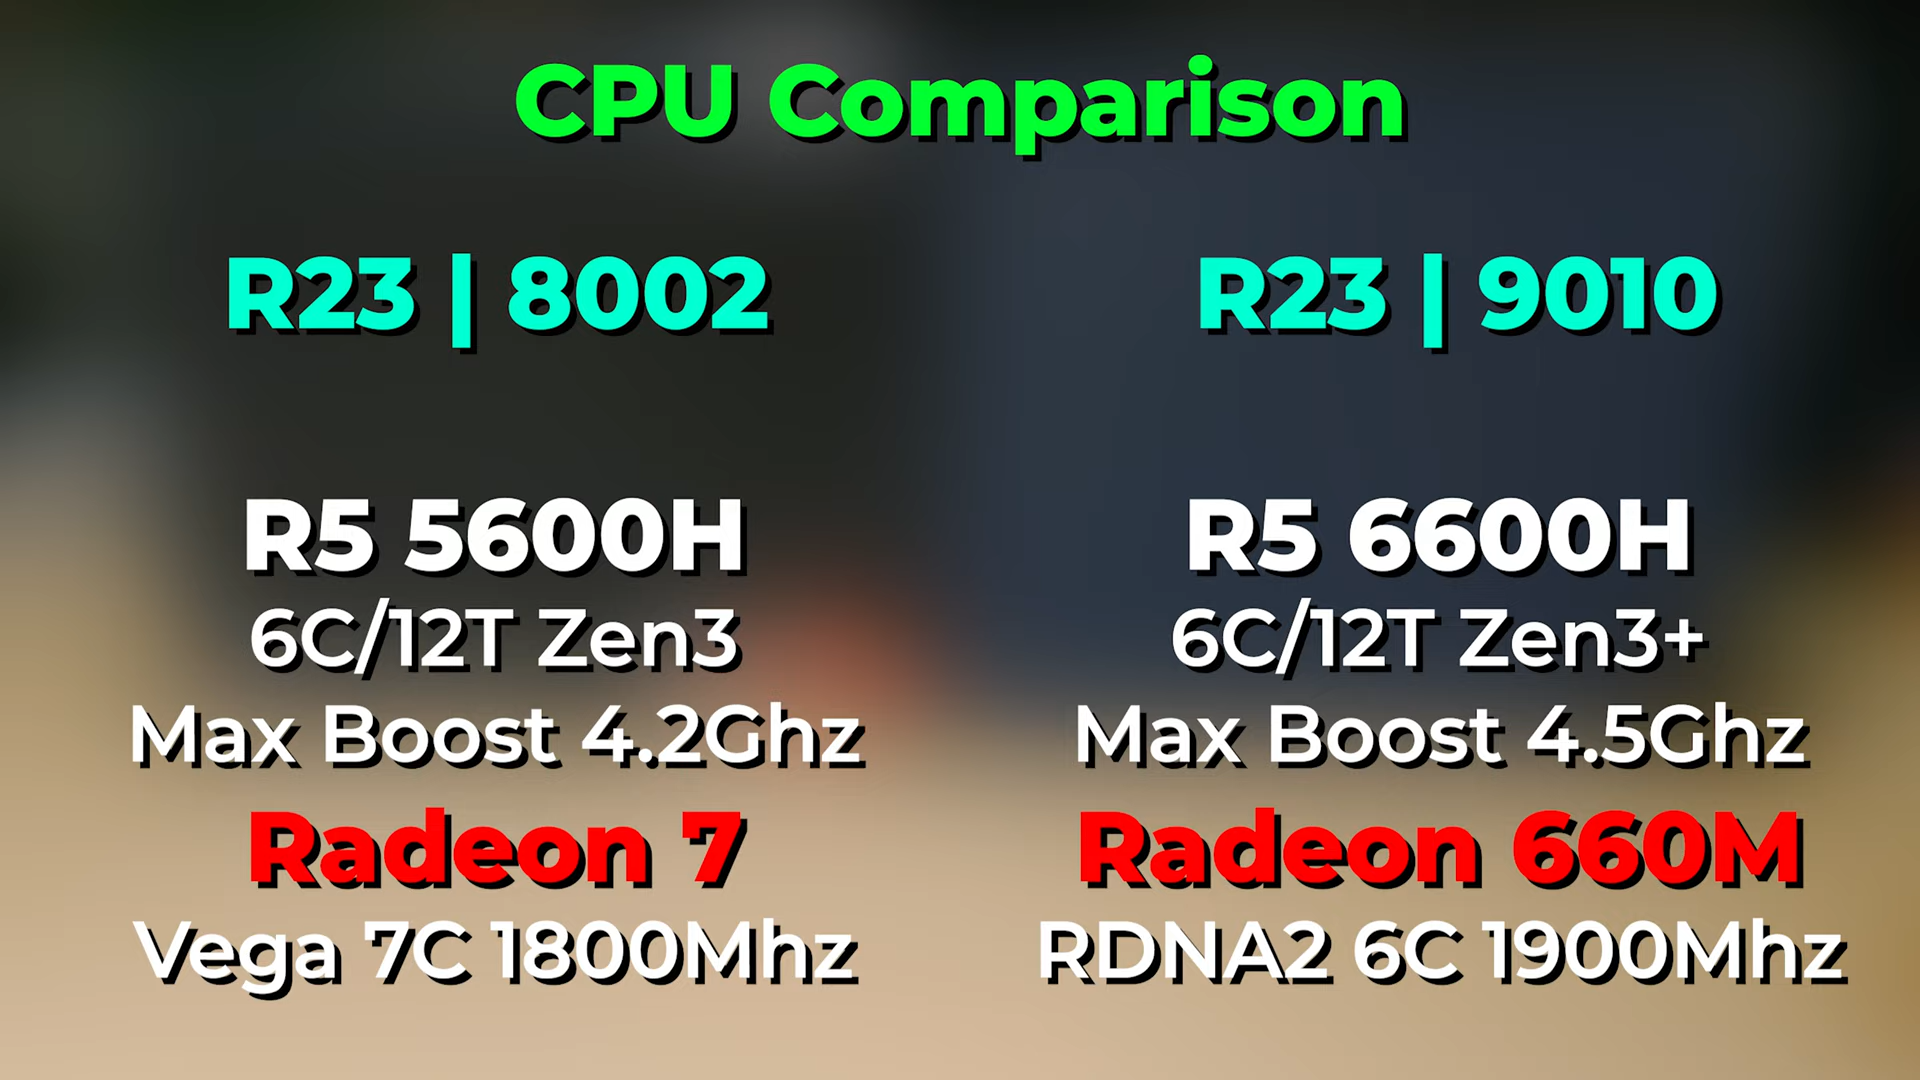 CPU Comparison
R23 | 8002
R23 | 9010
R5 5600H
6C/12T Zen3
Max Boost 4.2Ghz
Radeon 7
Vega 7C 1800Mhz
R5 6600H
6C/12T Zen3+
Max Boost 4.5Ghz
Radeon 660M
RDNA2 6C 1900Mhz